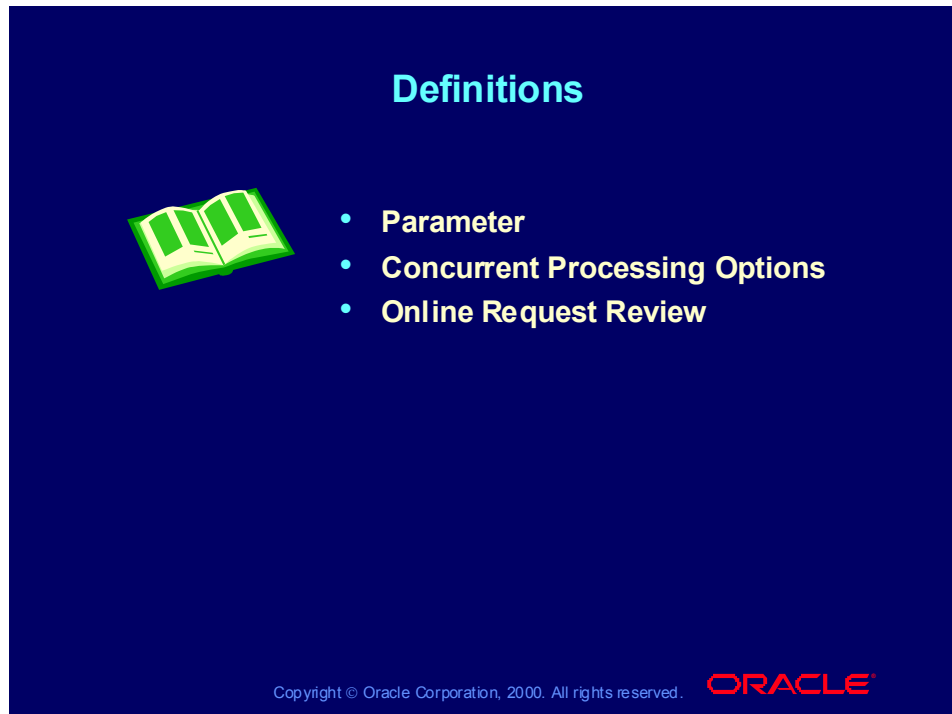 Definitions
• Parameter
• Concurrent Processing Options
• Online Request Review
Copyright © Oracle Corporation, 2000. All rights reserved.
ORACLE®